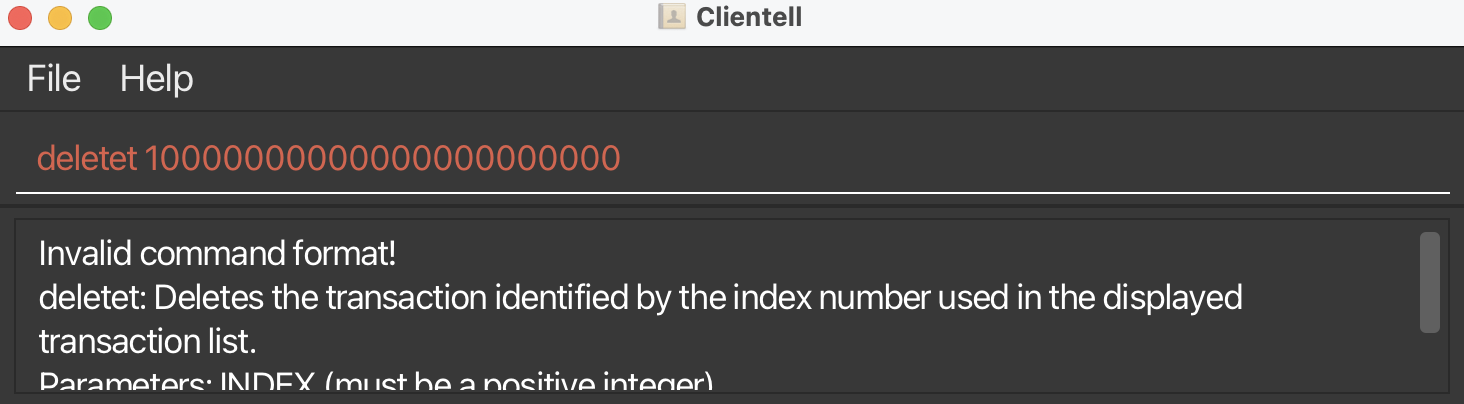 Clientell
File Help
deletet 10000000000000000000000
Invalid command format!
deletet: Deletes the transaction identified by the index number used in the displayed
transaction list.
Parameters: INDEX (must be a positive integer)